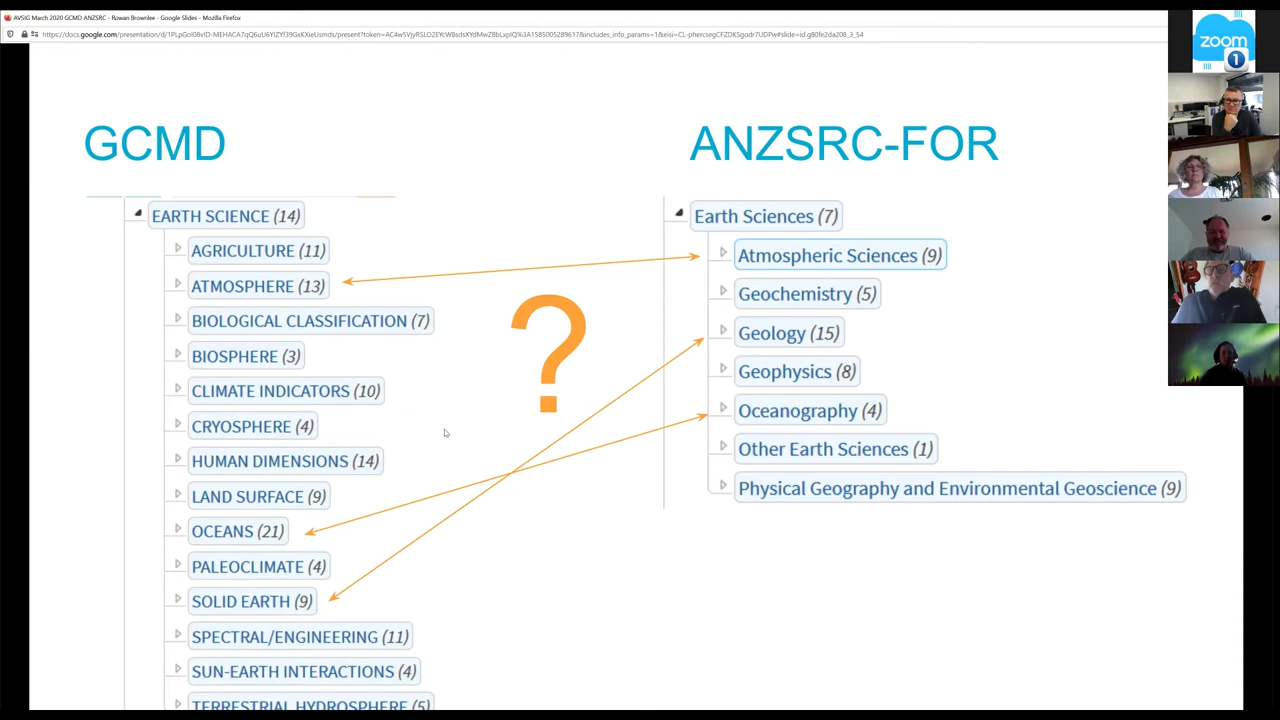 AVSIG March 2020 GCMD ANZSRC - Rowan Brownlee - Google Slides - Mozilla Firefox
zoom
1
GCMD
ANZSRC-FOR
EARTH SCIENCE (14)
AGRICULTURE (11)
ATMOSPHERE (13)
BIOLOGICAL CLASSIFICATION (7)
BIOSPHERE (3)
CLIMATE INDICATORS (10)
CRYOSPHERE (4)
HUMAN DIMENSIONS (14)
LAND SURFACE (9)
OCEANS (21)
PALEOCLIMATE (4)
SOLID EARTH (9)
SPECTRAL/ENGINEERING (11)
SUN-EARTH INTERACTIONS (4)
TERRESTRIAL HYDROSPHERE (5)
?
Earth Sciences (7)
Atmospheric Sciences (9)
Geochemistry (5)
Geology (15)
Geophysics (8)
Oceanography (4)
Other Earth Sciences (1)
Physical Geography and Environmental Geoscience (9)